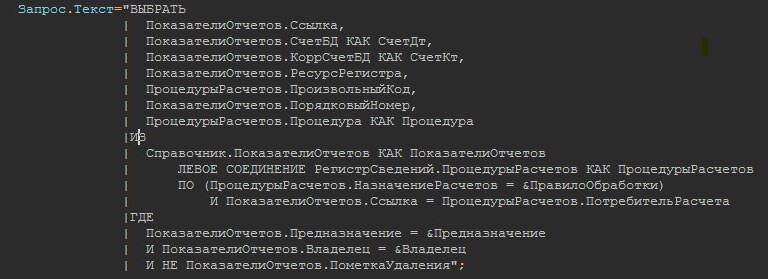 Запрос.Текст="ВЫБРАТЬ
| ПоказателиОтчетов.Ссылка,
| ПоказателиОтчетов.СчетБД КАК СчетДт,
| ПоказателиОтчетов.КоррСчетБД КАК СчетКт,
| ПоказателиОтчетов.РесурсРегистра,
| ПроцедурыРасчетов.ПроизвольныйКод,
| ПоказателиОтчетов.ПорядковыйНомер,
| ПроцедурыРасчетов.Процедура КАК Процедура
|ИЗ
| Справочник.ПоказателиОтчетов КАК ПоказателиОтчетов
| ЛЕВОЕ СОЕДИНЕНИЕ РегистрСведений.ПроцедурыРасчетов КАК ПроцедурыРасчетов
| ПО (ПроцедурыРасчетов.НазначениеРасчетов = &ПравилоОбработки)
| И ПоказателиОтчетов.Ссылка = ПроцедурыРасчетов.ПотребительРасчета
|ГДЕ
| ПоказателиОтчетов.Предназначение = &Предназначение
| И ПоказателиОтчетов.Владелец = &Владелец
| И НЕ ПоказателиОтчетов.ПометкаУдаления";